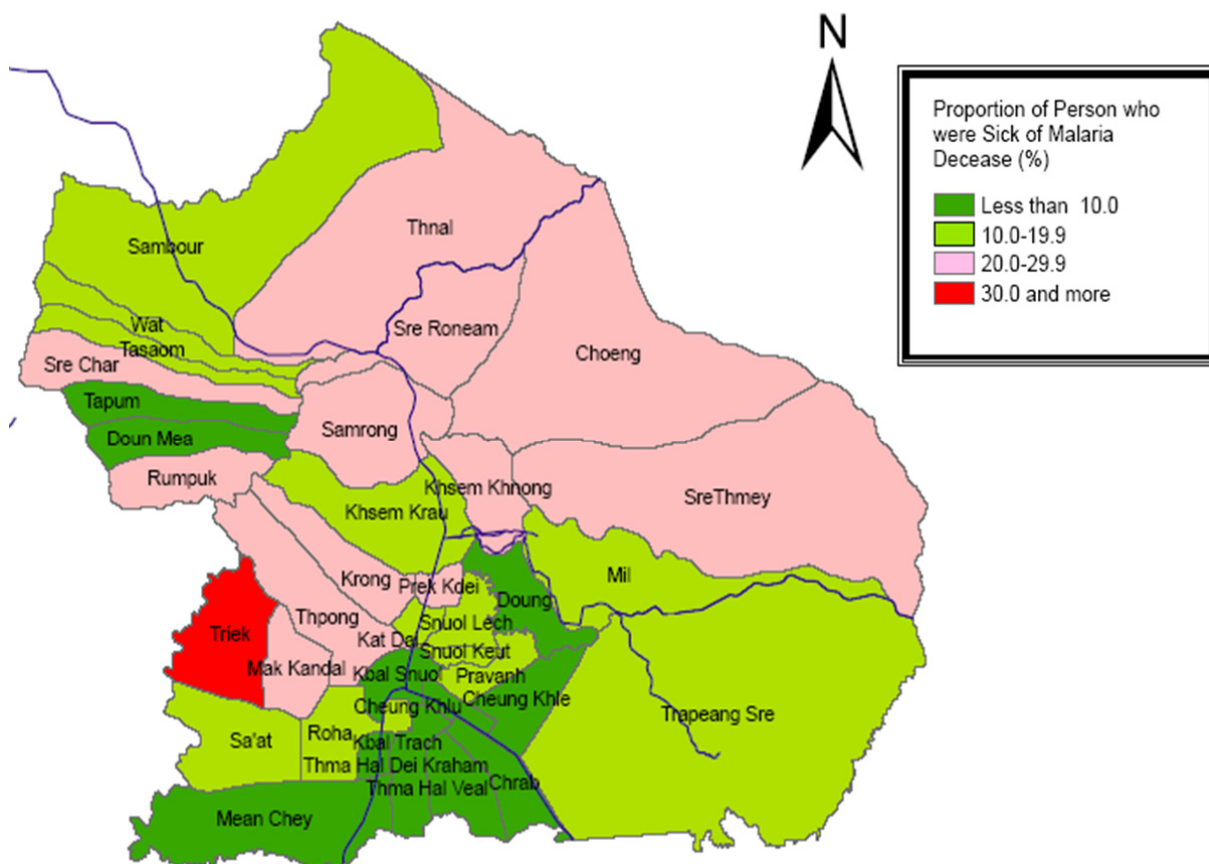 N
Proportion of Person who
were Sick of Malaria
Decease (%)
Less than 10.0
10.0-19.9
20.0-29.9
30.0 and more
Sambour
Thnal
Wat
Tasaom
Sre Roneam
Choeng
Sre Char
Tapum
Doun Mea
Samrong
Rumpuk
Khsem Khnong
SreThmey
Khsem Krau
Krong
Prek Kdei
Mil
Doung
Thpong
Snuol Lech
Triek
Kat Dai
Snuol Keut
Mak Kandal
Kbal Snuol
Pravanh
Cheung Khlu
Cheung Khle
Trapeang Sre
Sa'at
Roha
Kbal Trach
Thma Hal Dei Kraham
Thma Hal Veal
Chrab
Mean Chey